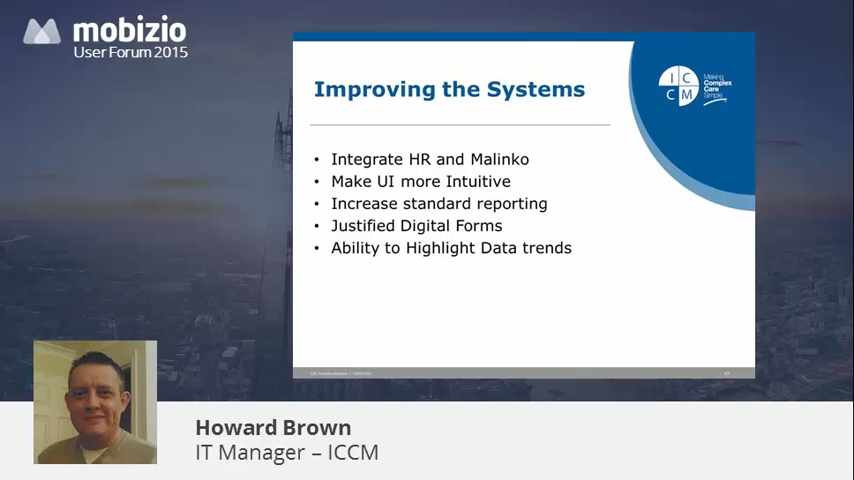 mobizio
User Forum 2015
Improving the Systems
I C
C M
Making
Complex
Care
Simple
• Integrate HR and Malinko
• Make UI more Intuitive
• Increase standard reporting
• Justified Digital Forms
• Ability to Highlight Data trends
Howard Brown
IT Manager – ICCM